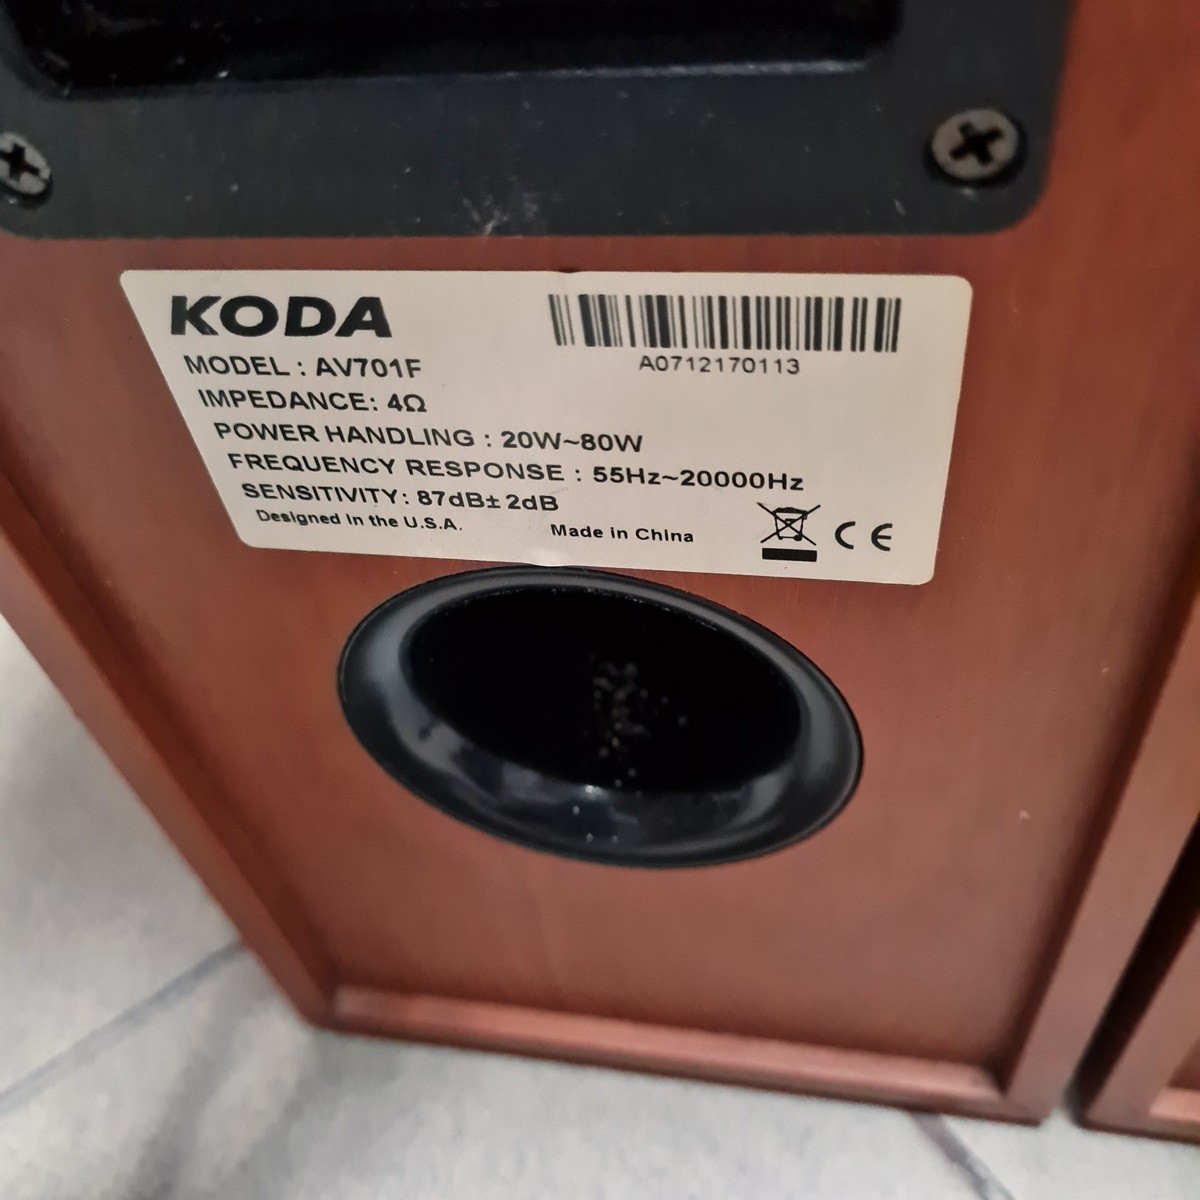 KODA
A0712170113
MODEL : AV701F
IMPEDANCE: 4Ω
POWER HANDLING : 20W~80W
FREQUENCY RESPONSE : 55Hz~20000Hz
SENSITIVITY: 87dB± 2dB
Designed in the U.S.A. Made in China CE